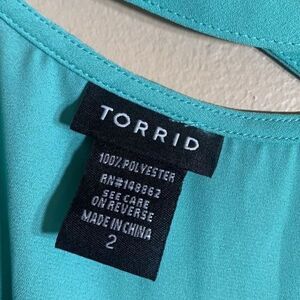 TORRID
100% POLYESTER
RN#148862
SEE CARE
ON REVERSE
MADE IN CHINA
2